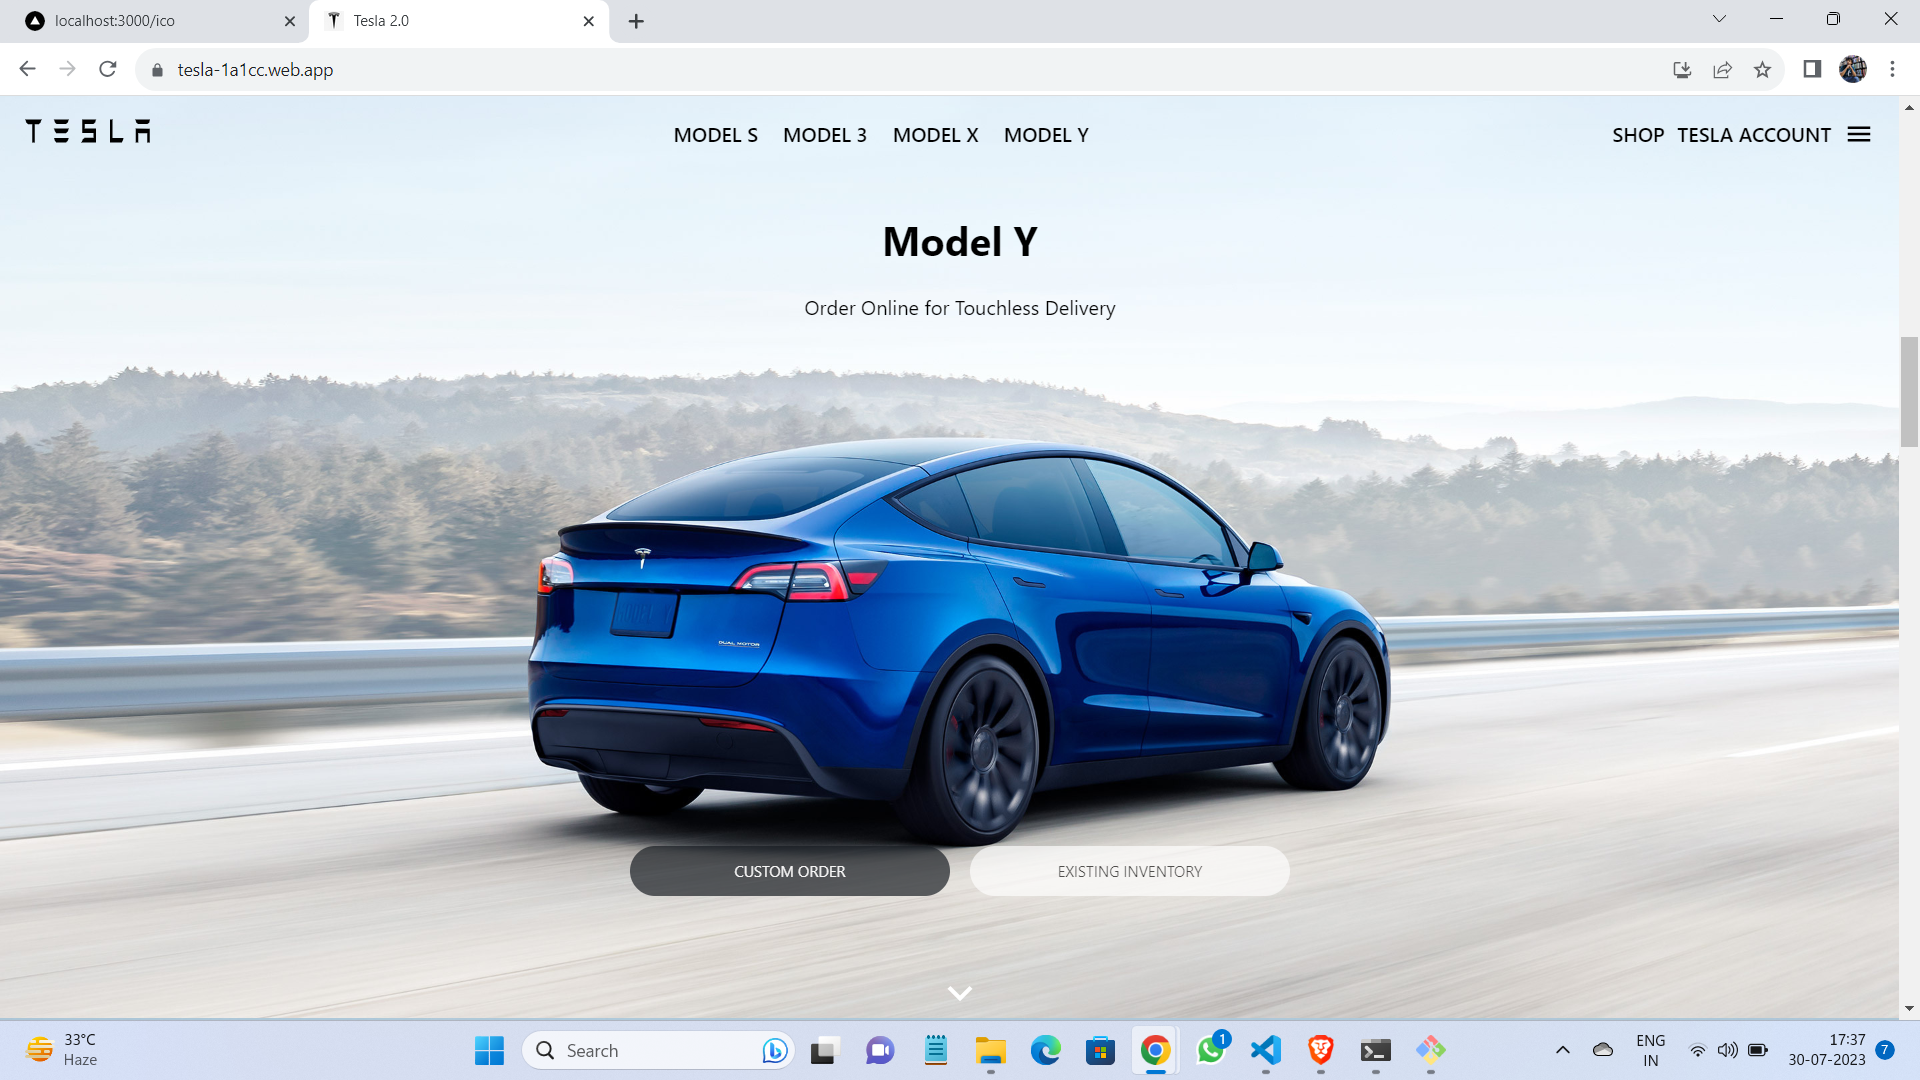 localhost:3000/ico
Tesla 2.0
tesla-1a1cc.web.app
TESLA
MODEL S MODEL 3 MODEL X MODEL Y
SHOP TESLA ACCOUNT
Model Y
Order Online for Touchless Delivery
DUAL MOTOR
CUSTOM ORDER
EXISTING INVENTORY
33°C
Haze
Search
1
ENG
IN
17:37
30-07-2023
7